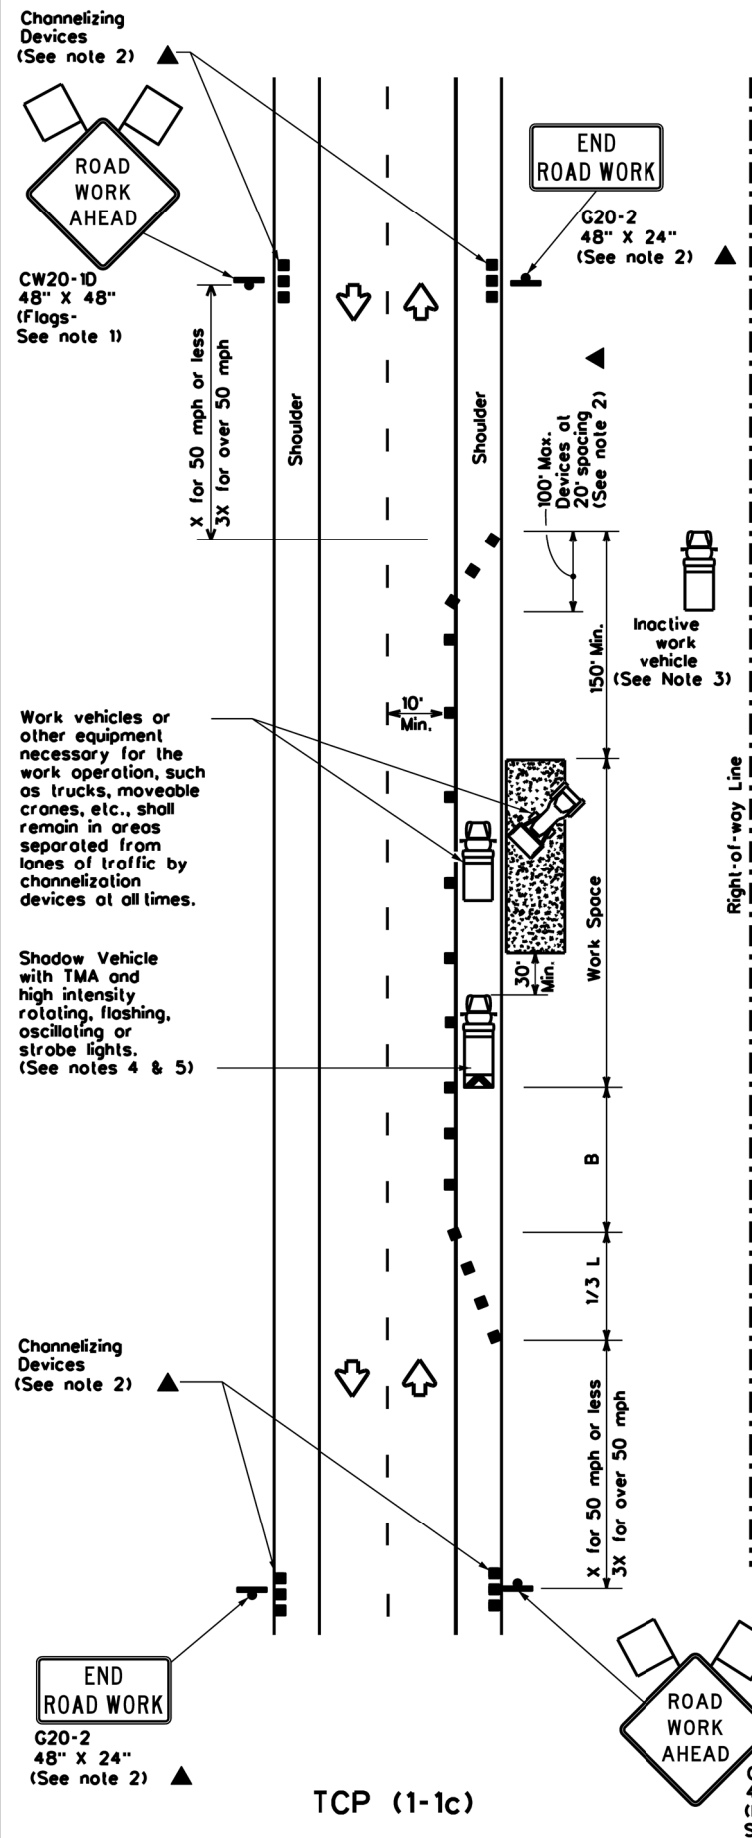 Channelizing
Devices
(See note 2)
ROAD
WORK
AHEAD
CW20-1D
48" X 48"
(Flags-
See note 1)
END
ROAD WORK
G20-2
48" X 24"
(See note 2)
X for 50 mph or less
3X for over 50 mph
Shoulder
Shoulder
100' Max.
Devices at
20' spacing
(See note 2)
150' Min.
Inactive
work
vehicle
(See Note 3)
10'
Min.
Work vehicles or
other equipment
necessary for the
work operation, such
as trucks, moveable
cranes, etc., shall
remain in areas
separated from
lanes of traffic by
channelization
devices at all times.
Right-of-way Line
Work Space
30'
Min.
Shadow Vehicle
with TMA and
high intensity
rotating, flashing,
oscillating or
strobe lights.
(See notes 4 & 5)
B
1/3 L
Channelizing
Devices
(See note 2)
X for 50 mph or less
3X for over 50 mph
END
ROAD WORK
G20-2
48" X 24"
(See note 2)
ROAD
WORK
AHEAD
TCP (1-1c)